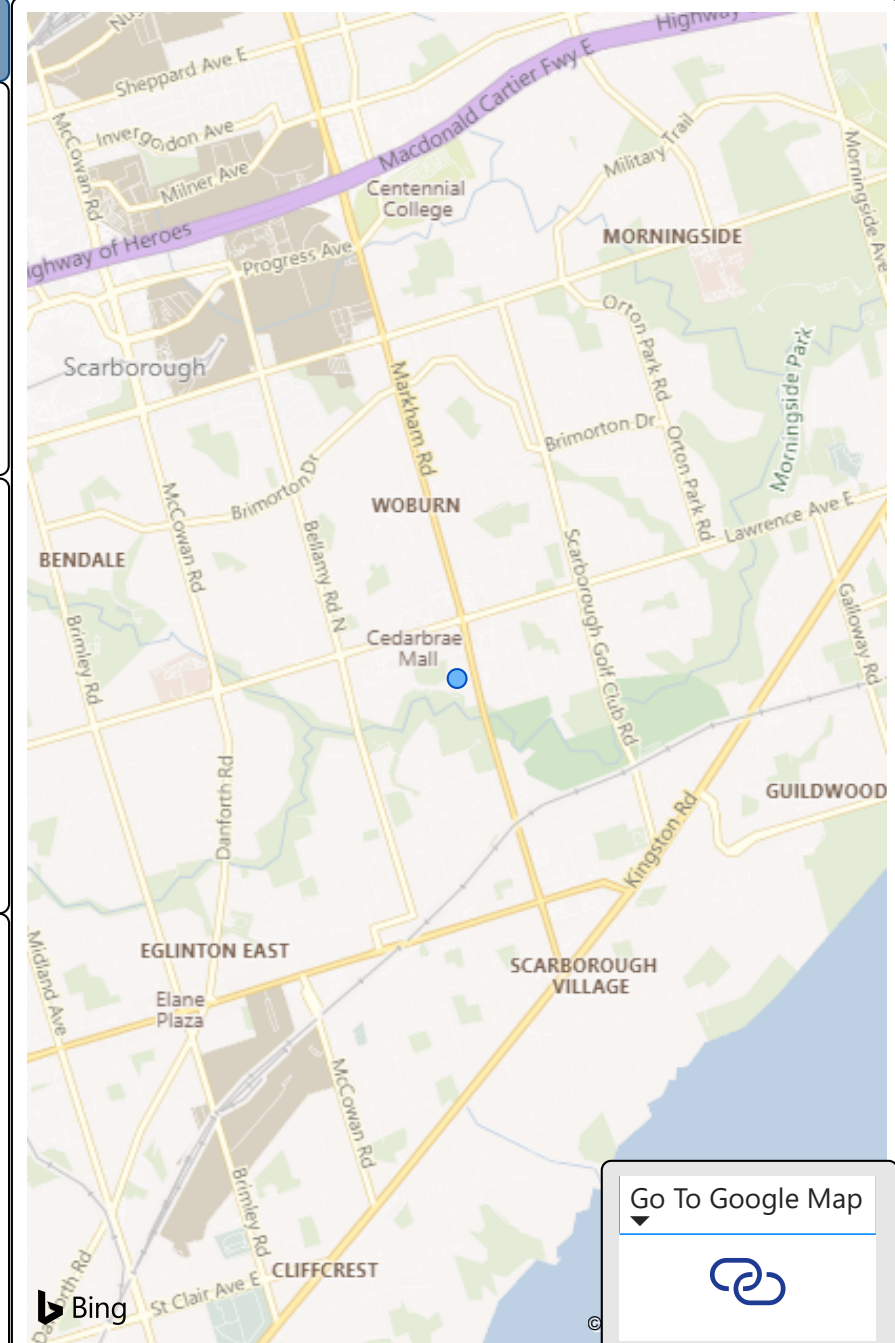 Highway
Sheppard Ave E
Macdonald Cartier Fwy E
McCowan Rd
Invergordon Ave
Milner Ave
Military Trail
Morningside Ave
Centennial
College
MORNINGSIDE
ighway of Heroes
Progress Ave
Orton Park Rd
Scarborough
Markham Rd
Morningside Park
Brimorton Dr
Orton Park Rd
Brimorton Dr
McCowan Rd
WOBURN
Lawrence Ave E
BENDALE
Bellamy Rd N
Scarborough Golf Club Rd
Galloway Rd
Brimley Rd
Cedarbrae
Mall
Danforth Rd
GUILDWOOD
Kingston Rd
Midland Ave
EGLINTON EAST
SCARBOROUGH
VILLAGE
Elane
Plaza
McCowan Rd
Brimley Rd
Go To Google Map
CLIFFCREST
St Clair Ave E
Bing
©